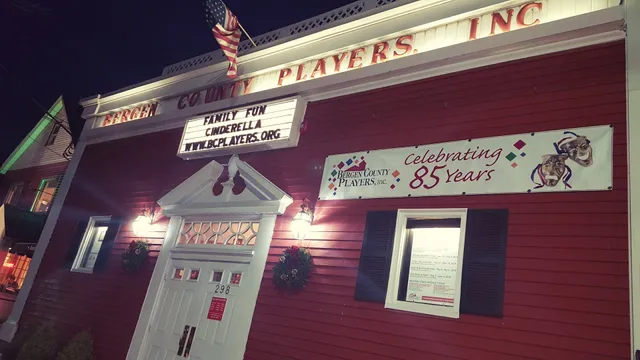 BERGEN COUNTY PLAYERS, INC
FAMILY FUN
CINDERELLA
WWW.BCPLAYERS.ORG
BERGEN COUNTY
PLAYERS, inc.
Celebrating
85 Years
298